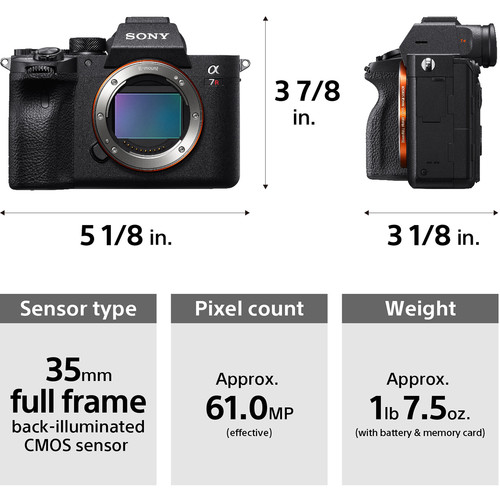 SONY
α
7R
3 7/8
in.
5 1/8 in.
3 1/8 in.
Sensor type
35mm
full frame
back-illuminated
CMOS sensor
Pixel count
Approx.
61.0MP
(effective)
Weight
Approx.
1lb 7.5oz.
(with battery & memory card)